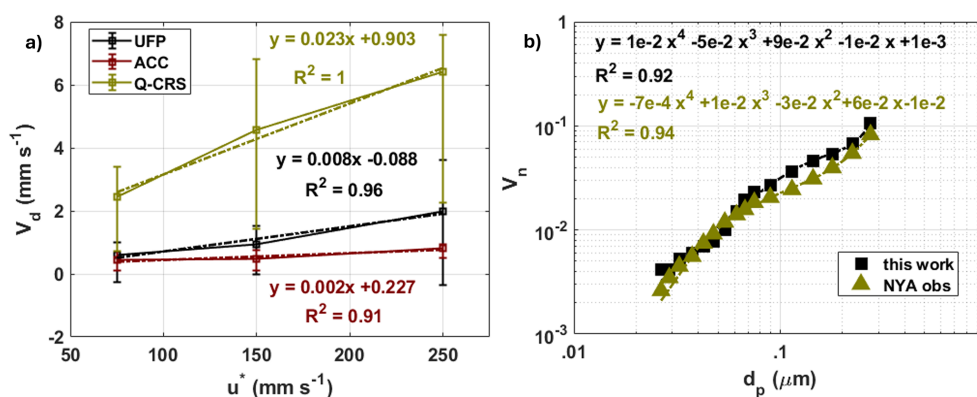 a)
UFP
ACC
Q-CRS
y = 0.023x +0.903
R² = 1
y = 0.008x -0.088
R² = 0.96
y = 0.002x +0.227
R² = 0.91
8
6
4
2
0
-2
V_d (mm s⁻¹)
50 100 150 200 250
u* (mm s⁻¹)
b)
y = 1e-2 x⁴ -5e-2 x³ +9e-2 x² -1e-2 x +1e-3
R² = 0.92
y = -7e-4 x⁴ +1e-2 x³ -3e-2 x²+6e-2 x-1e-2
R² = 0.94
this work
NYA obs
1
10⁻¹
10⁻²
10⁻³
V_n
.01 .1 1
d_p (μm)